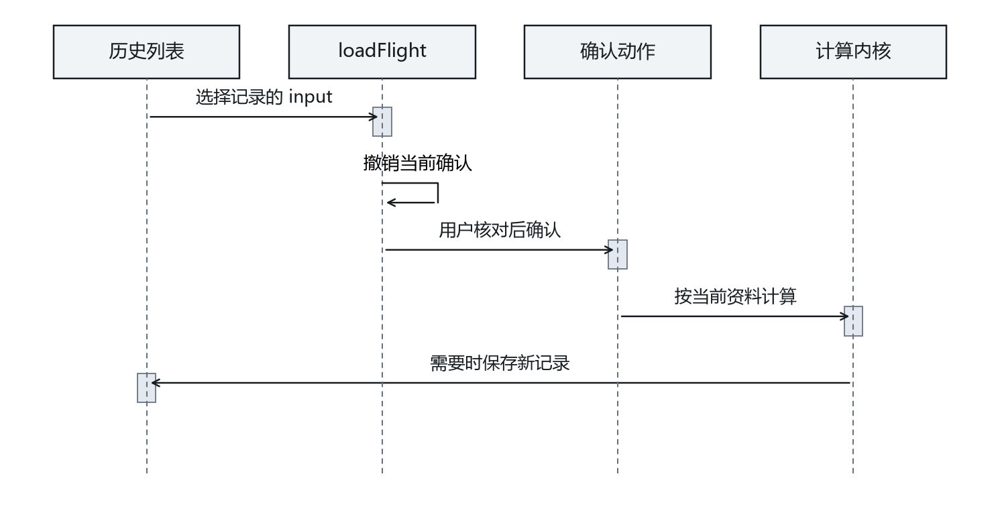 历史列表
loadFlight
确认动作
计算内核
选择记录的 input
撤销当前确认
用户核对后确认
按当前资料计算
需要时保存新记录